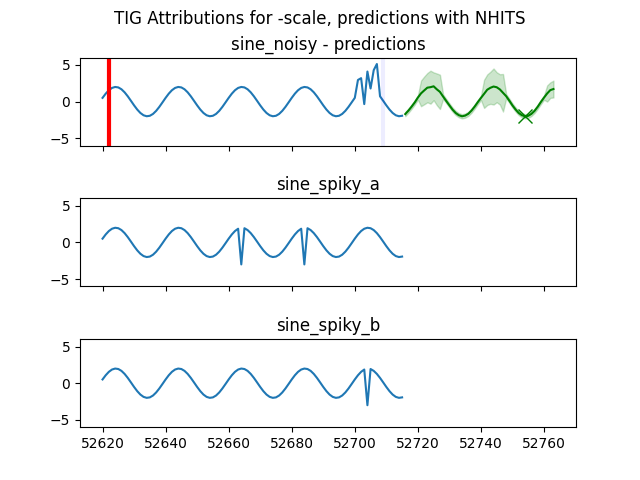 TIG Attributions for -scale, predictions with NHITS
sine_noisy - predictions
5
0
−5
sine_spiky_a
5
0
−5
sine_spiky_b
5
0
−5
52620 52640 52660 52680 52700 52720 52740 52760